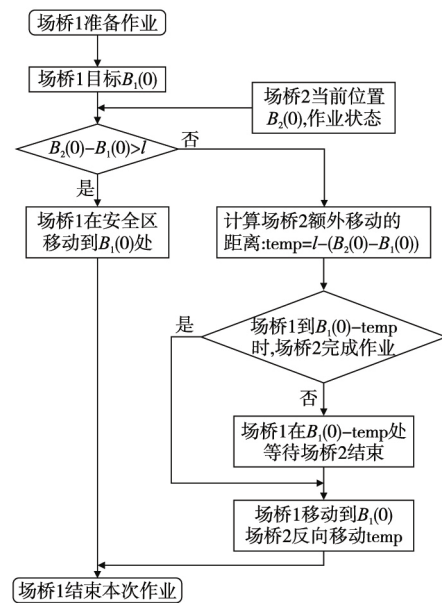 场桥1准备作业
场桥1目标B₁(0)
场桥2当前位置
B₂(0),作业状态
B₂(0)−B₁(0)>l
否
是
场桥1在安全区
移动到B₁(0)处
计算场桥2额外移动的
距离:temp=l−(B₂(0)−B₁(0))
是
场桥1到B₁(0)−temp
时,场桥2完成作业
否
场桥1在B₁(0)−temp处
等待场桥2结束
场桥1移动到B₁(0)
场桥2反向移动temp
场桥1结束本次作业